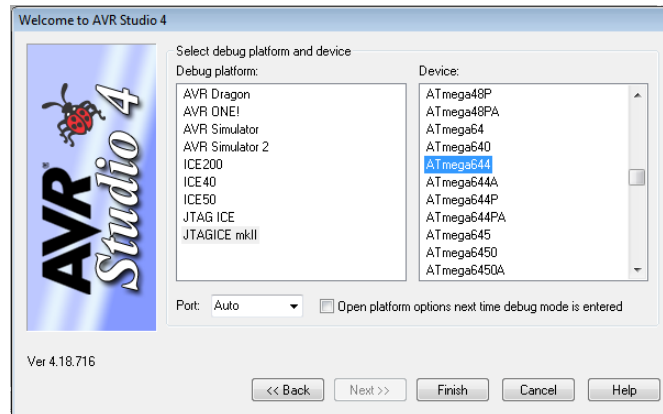 Welcome to AVR Studio 4
Select debug platform and device
Debug platform:
AVR Dragon
AVR ONE!
AVR Simulator
AVR Simulator 2
ICE200
ICE40
ICE50
JTAG ICE
JTAGICE mkII
Device:
ATmega48P
ATmega48PA
ATmega64
ATmega640
ATmega644
ATmega644A
ATmega644P
ATmega644PA
ATmega645
ATmega6450
ATmega6450A
AVR®
Studio 4
Port: Auto
Open platform options next time debug mode is entered
Ver 4.18.716
<< Back Next >> Finish Cancel Help